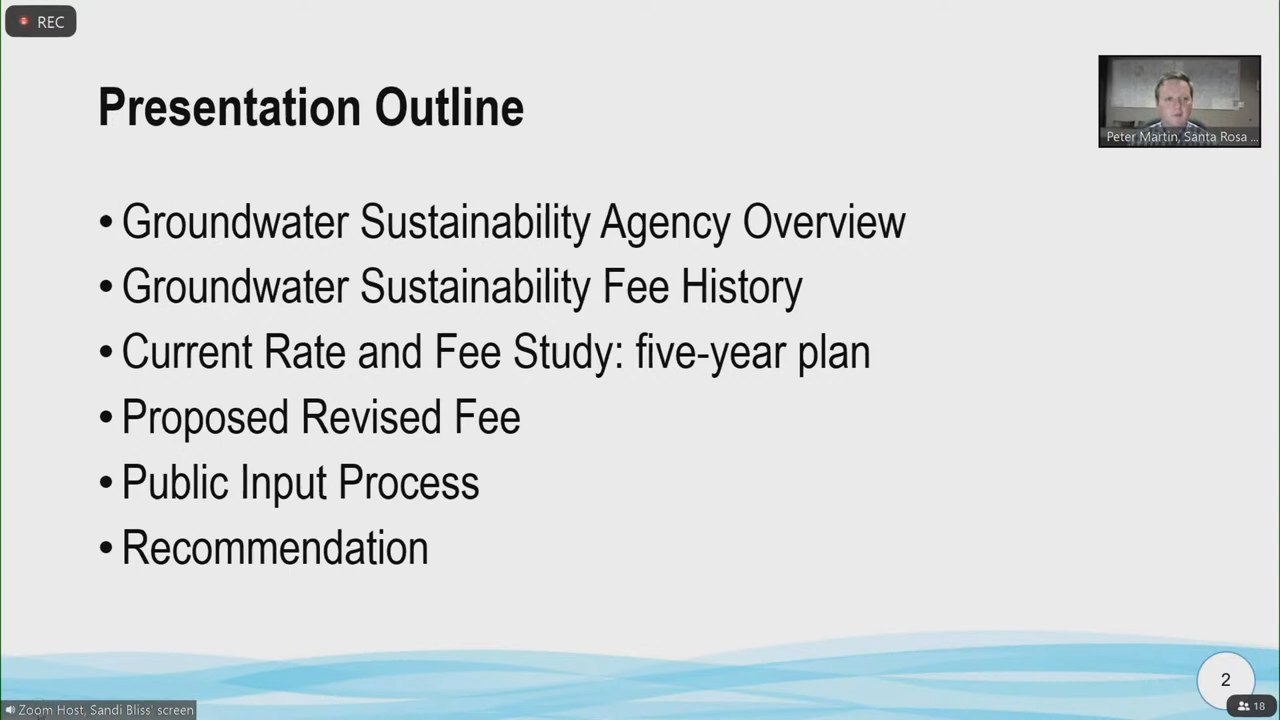 REC
Presentation Outline
Peter Martin, Santa Rosa ...
• Groundwater Sustainability Agency Overview
• Groundwater Sustainability Fee History
• Current Rate and Fee Study: five-year plan
• Proposed Revised Fee
• Public Input Process
• Recommendation
2
Zoom Host, Sandi Bliss' screen
18